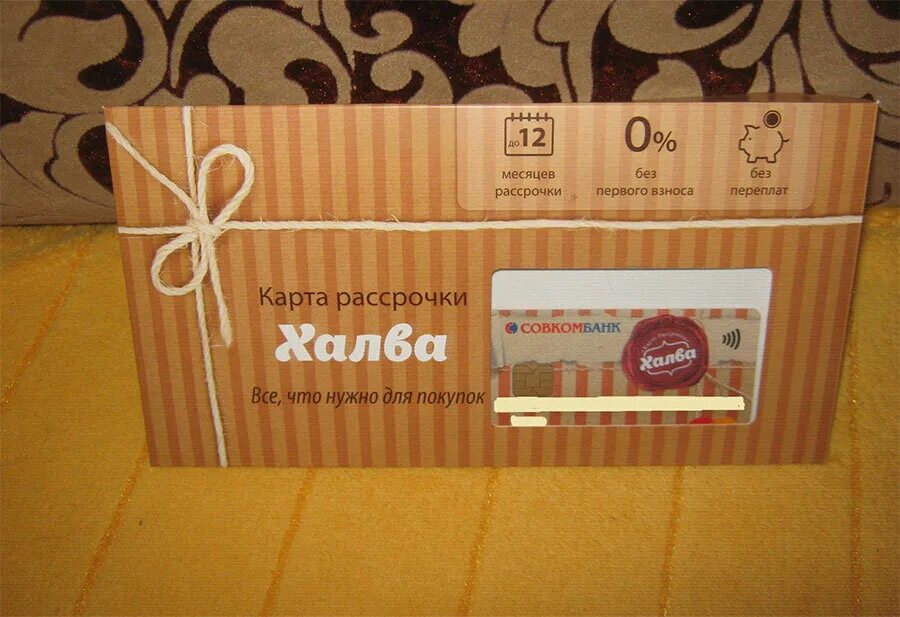 до 12
месяцев
рассрочки
0%
без
первого взноса
без
переплат
Карта рассрочки
Халва
Все, что нужно для покупок
СОВКОМБАНК
Халва